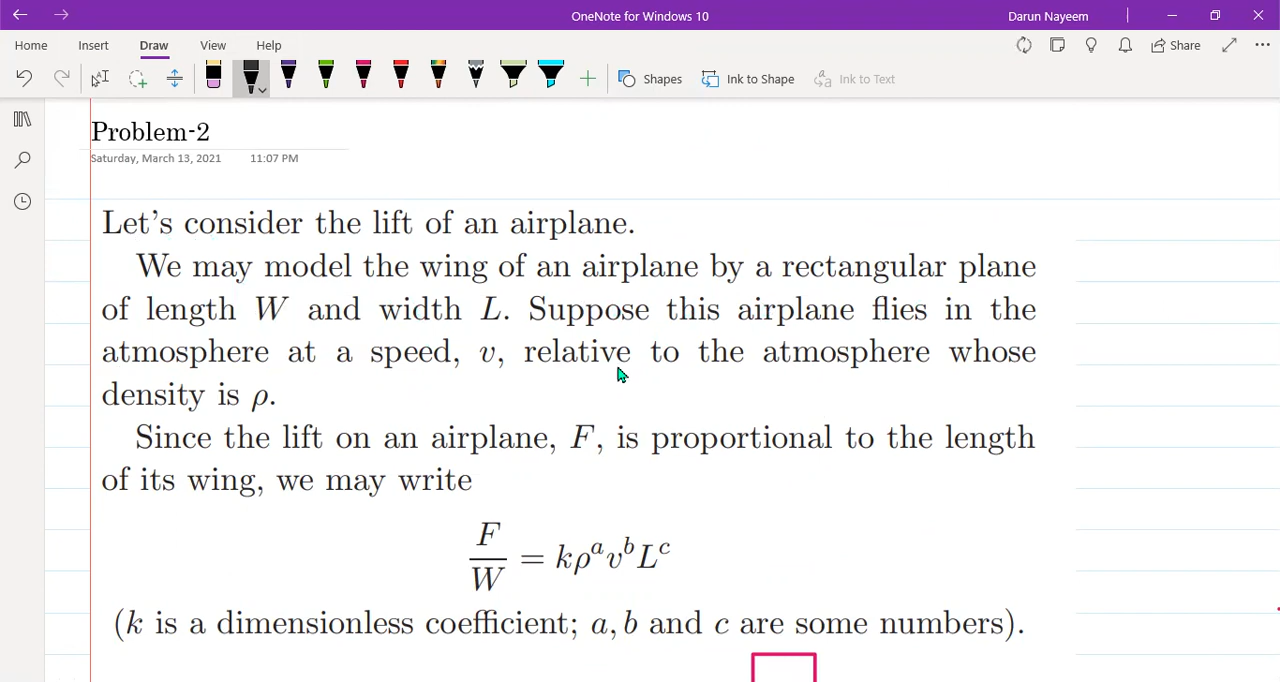 OneNote for Windows 10
Darun Nayeem
Home Insert Draw View Help
Share
Shapes Ink to Shape Ink to Text
Problem-2
Saturday, March 13, 2021 11:07 PM
Let's consider the lift of an airplane.
We may model the wing of an airplane by a rectangular plane
of length W and width L. Suppose this airplane flies in the
atmosphere at a speed, v, relative to the atmosphere whose
density is ρ.
Since the lift on an airplane, F, is proportional to the length
of its wing, we may write
F/W = kρ^a v^b L^c
(k is a dimensionless coefficient; a, b and c are some numbers).